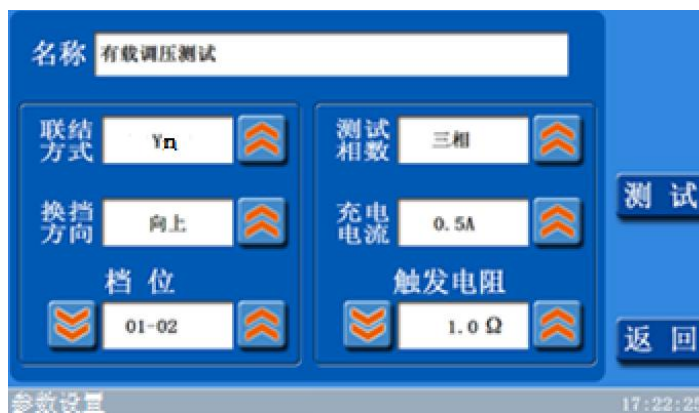 名称 有载调压测试
联结方式 Yn
测试相数 三相
换挡方向 向上
充电电流 0.5A
测试
档位
触发电阻
01-02
1.0Ω
返回
参数设置 17:22:25